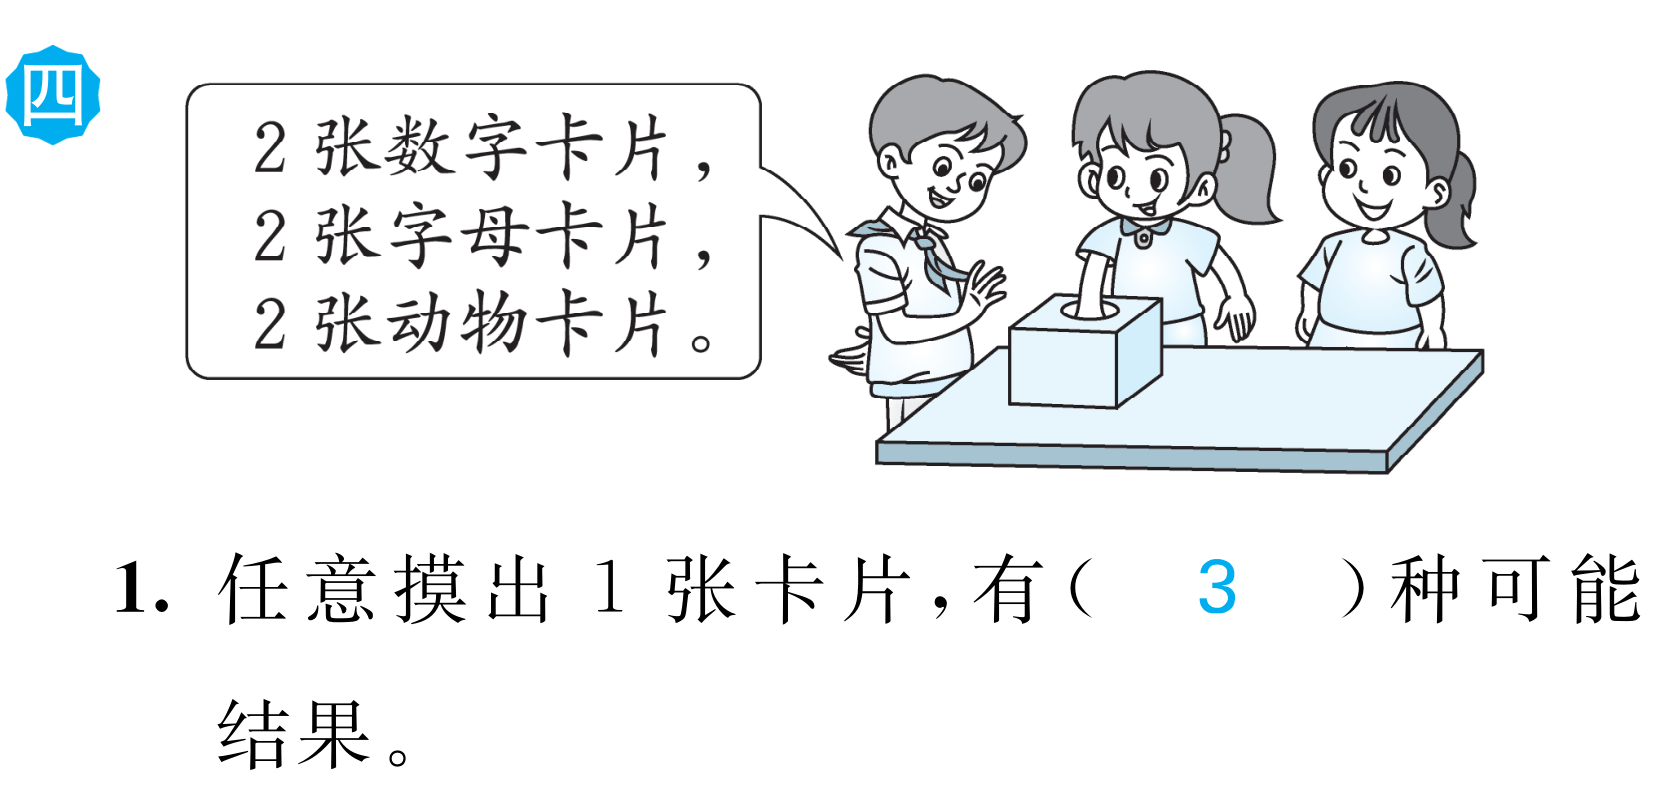 四
2 张数字卡片，
2 张字母卡片，
2 张动物卡片。
1. 任意摸出 1 张卡片，有（ 3 ）种可能
结果。